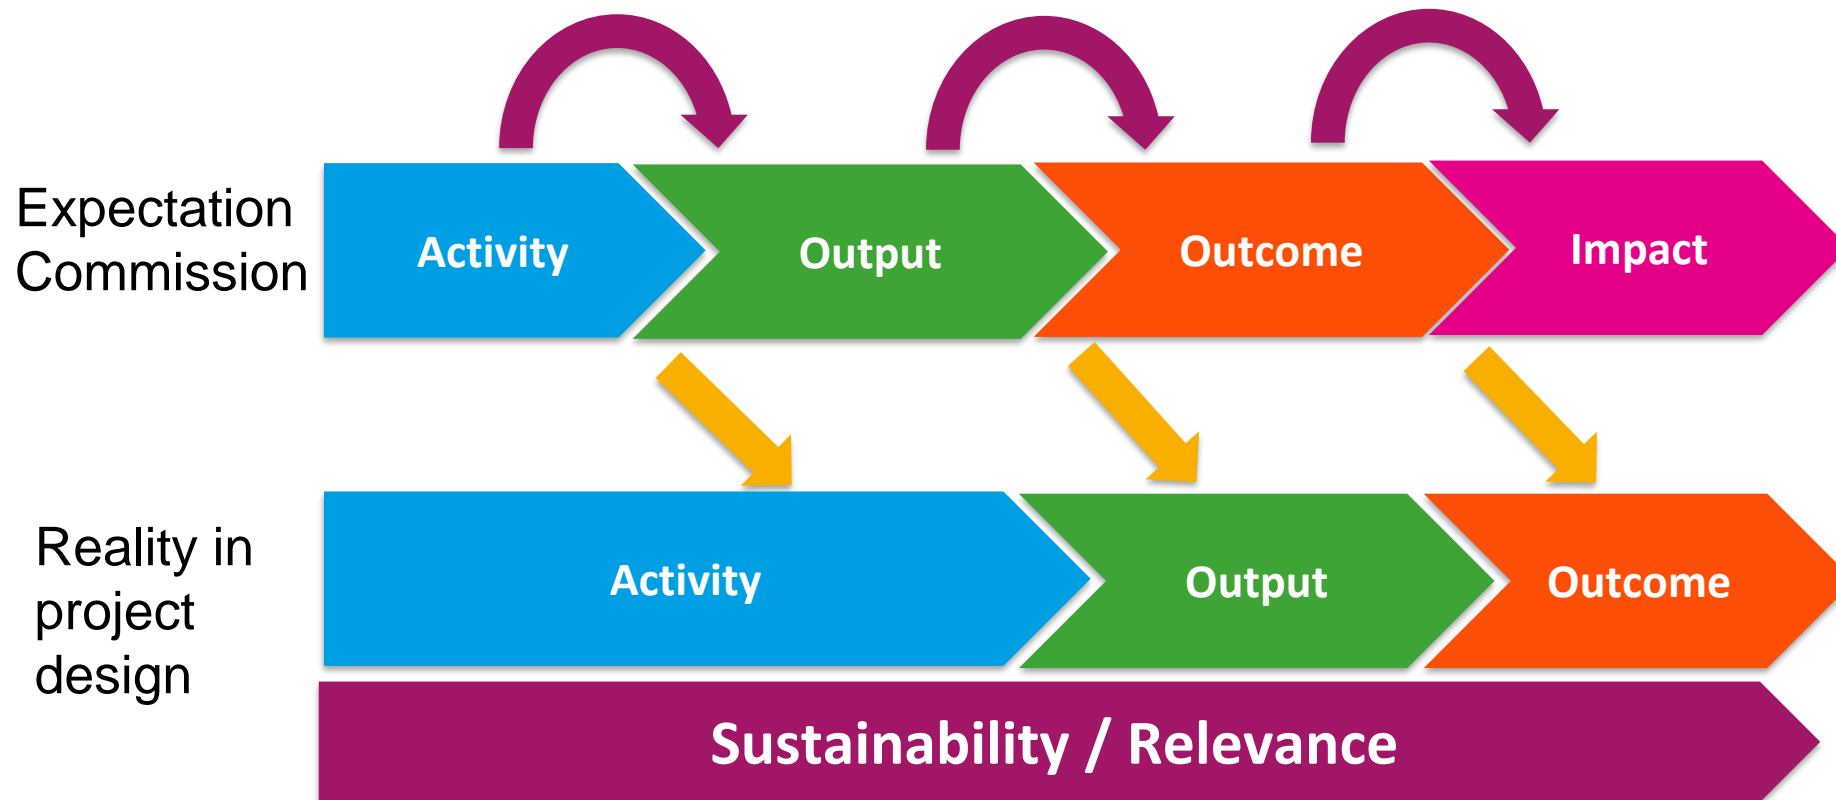 Expectation
Commission
Activity
Output
Outcome
Impact
Reality in
project
design
Activity
Output
Outcome
Sustainability / Relevance